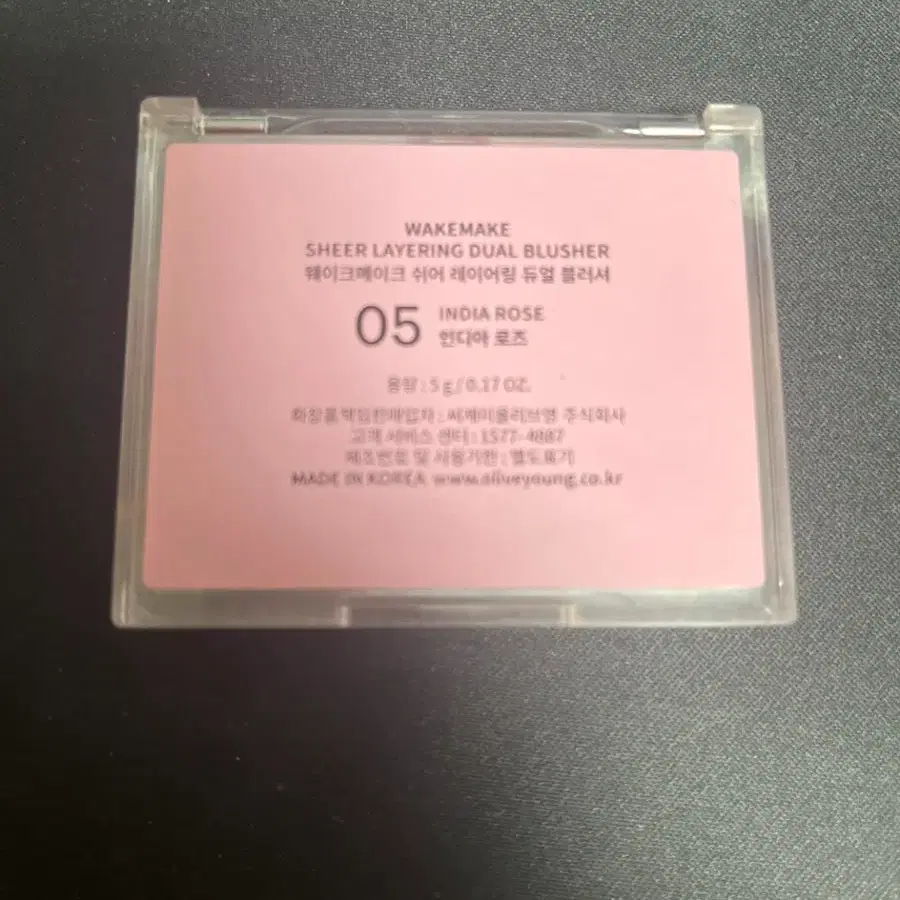 WAKEMAKE
SHEER LAYERING DUAL BLUSHER
웨이크메이크 쉬어 레이어링 듀얼 블러셔
05 INDIA ROSE
인디아 로즈
용량 : 5 g / 0.17 OZ.
화장품책임판매업자 : 씨제이올리브영 주식회사
고객 서비스 센터 : 1577-4887
제조번호 및 사용기한 : 별도표기
MADE IN KOREA www.oliveyoung.co.kr